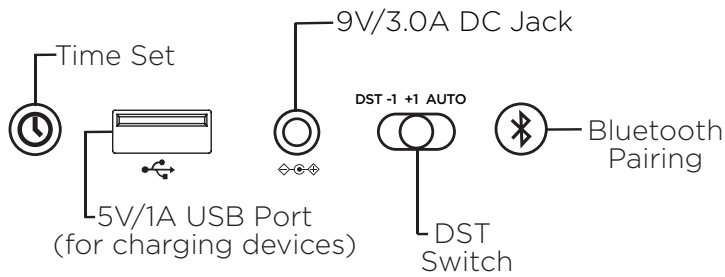 9V/3.0A DC Jack
Time Set
DST -1 +1 AUTO
Bluetooth
Pairing
5V/1A USB Port
(for charging devices)
DST
Switch